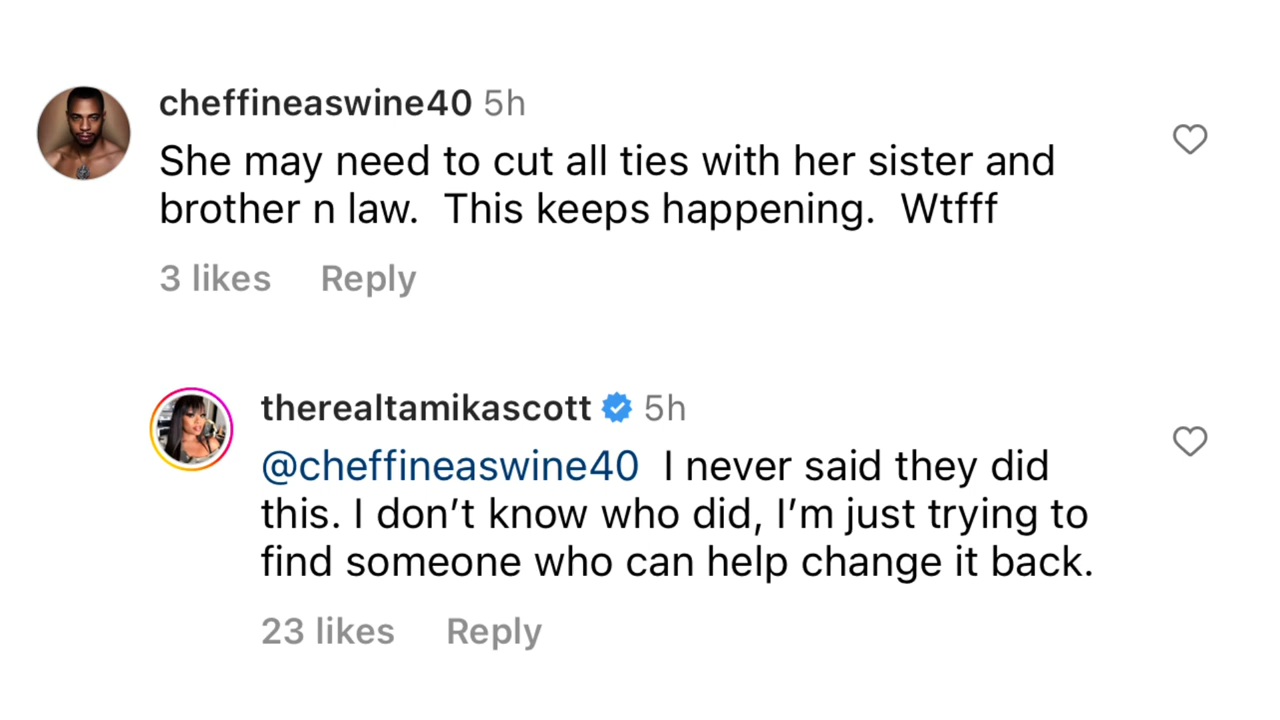 cheffineaswine40 5h
She may need to cut all ties with her sister and
brother n law.  This keeps happening.  Wtfff
3 likes Reply
therealtamikascott 5h
@cheffineaswine40  I never said they did
this. I don’t know who did, I’m just trying to
find someone who can help change it back.
23 likes Reply